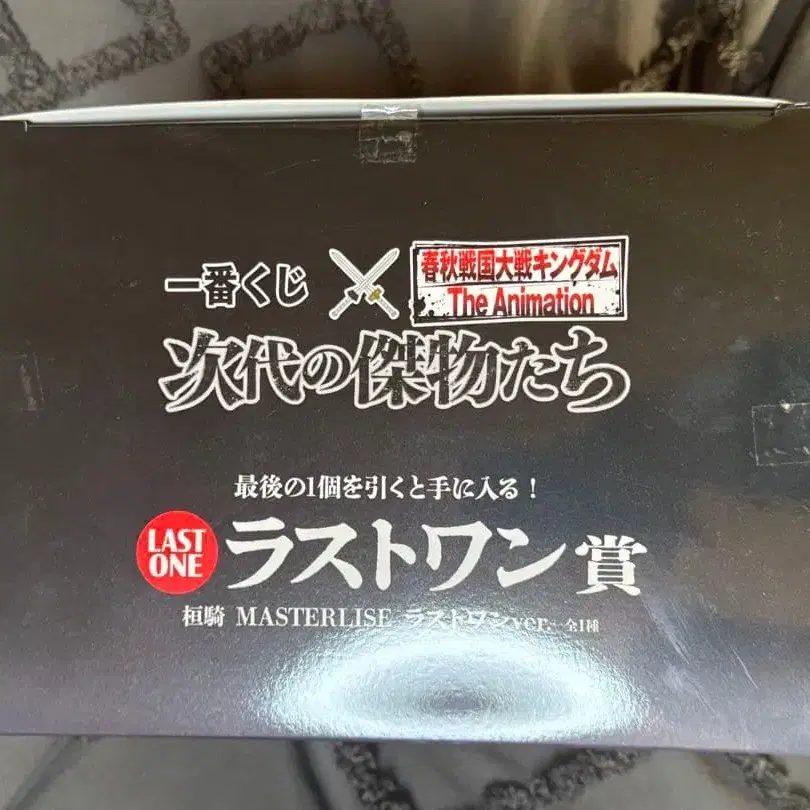 一番くじ
春秋戦国大戦キングダム
The Animation
次代の傑物たち
最後の1個を引くと手に入る！
LAST
ONE
ラストワン賞
桓騎 MASTERLISE ラストワンver. 全1種